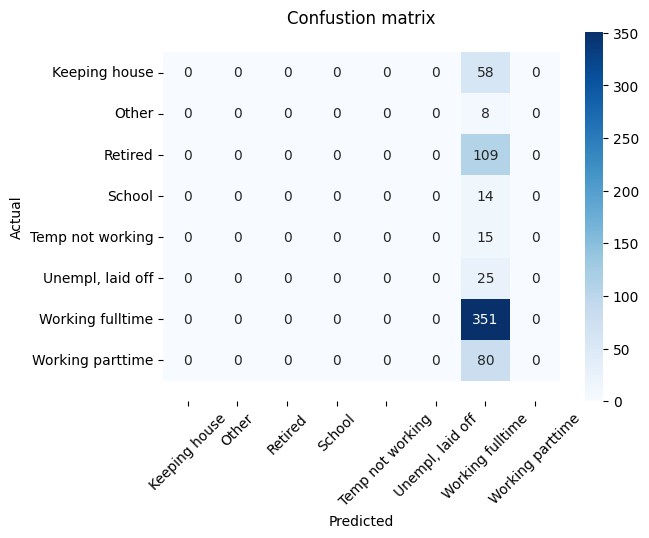 Confustion matrix
Actual
Keeping house 0 0 0 0 0 0 58 0
Other 0 0 0 0 0 0 8 0
Retired 0 0 0 0 0 0 109 0
School 0 0 0 0 0 0 14 0
Temp not working 0 0 0 0 0 0 15 0
Unempl, laid off 0 0 0 0 0 0 25 0
Working fulltime 0 0 0 0 0 0 351 0
Working parttime 0 0 0 0 0 0 80 0
Keeping house
Other
Retired
School
Temp not working
Unempl, laid off
Working fulltime
Working parttime
Predicted
350
300
250
200
150
100
50
0